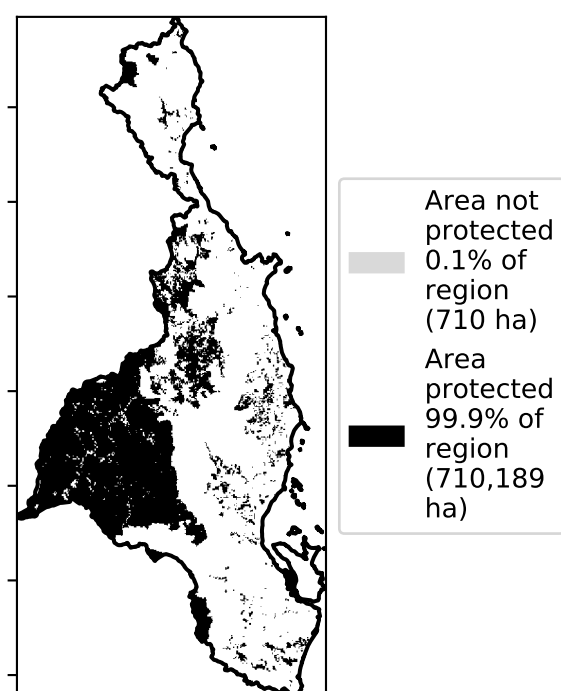 Area not
protected
0.1% of
region
(710 ha)
Area
protected
99.9% of
region
(710,189
ha)